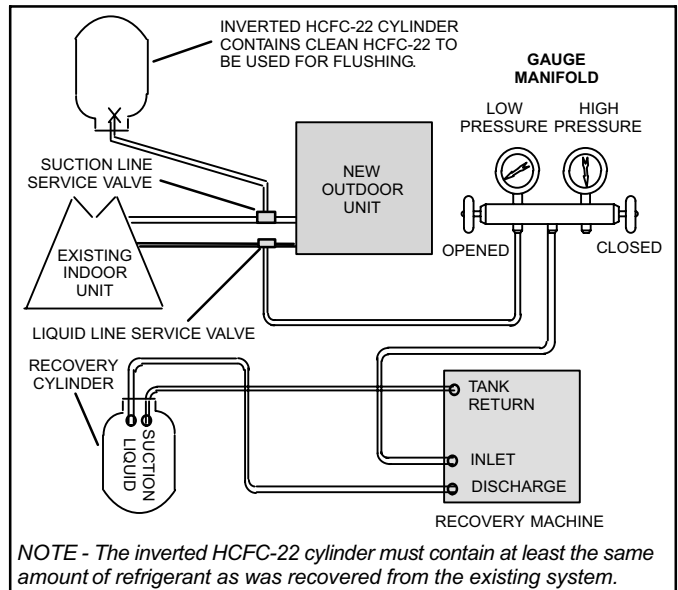 INVERTED HCFC-22 CYLINDER
CONTAINS CLEAN HCFC-22 TO
BE USED FOR FLUSHING.
GAUGE
MANIFOLD
LOW
PRESSURE
HIGH
PRESSURE
SUCTION LINE
SERVICE VALVE
NEW
OUTDOOR
UNIT
EXISTING
INDOOR
UNIT
OPENED
CLOSED
LIQUID LINE SERVICE VALVE
RECOVERY
CYLINDER
TANK
RETURN
LIQUID
SUCTION
INLET
DISCHARGE
RECOVERY MACHINE
NOTE - The inverted HCFC-22 cylinder must contain at least the same
amount of refrigerant as was recovered from the existing system.